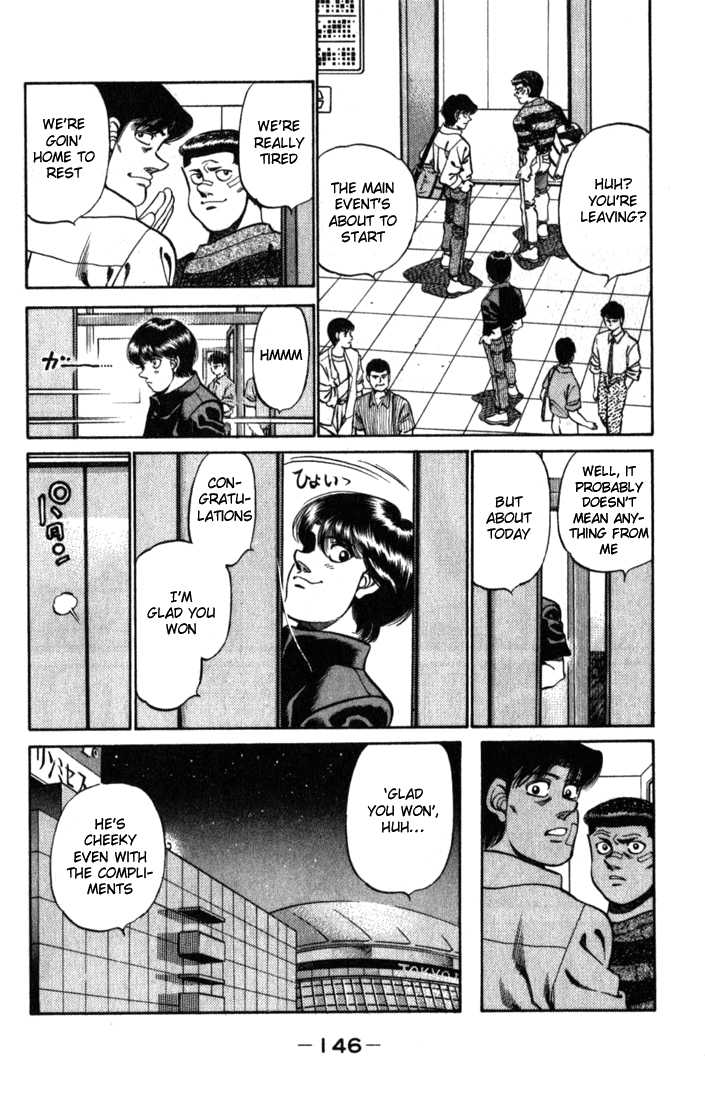 HUH?
YOU'RE
LEAVING?
THE MAIN
EVENT'S
ABOUT TO
START
WE'RE
REALLY
TIRED
WE'RE
GOIN'
HOME TO
REST
HMMM
WELL, IT
PROBABLY
DOESN'T
MEAN ANY-
THING FROM
ME
BUT
ABOUT
TODAY
ひょいっ
CON-
GRATU-
LATIONS
I'M
GLAD YOU
WON
'GLAD
YOU WON',
HUH...
HE'S
CHEEKY
EVEN WITH
THE COMPLI-
MENTS
TOKYO
-146-